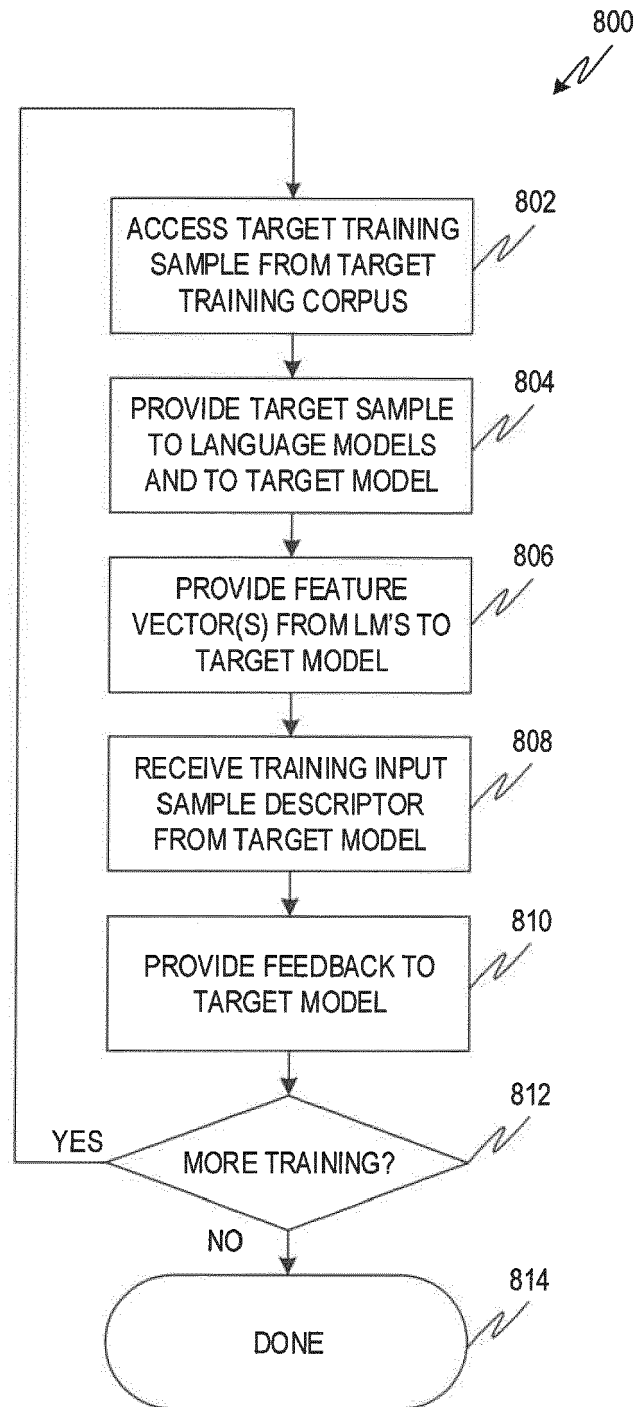 800
802
ACCESS TARGET TRAINING
SAMPLE FROM TARGET
TRAINING CORPUS
804
PROVIDE TARGET SAMPLE
TO LANGUAGE MODELS
AND TO TARGET MODEL
806
PROVIDE FEATURE
VECTOR(S) FROM LM'S TO
TARGET MODEL
808
RECEIVE TRAINING INPUT
SAMPLE DESCRIPTOR
FROM TARGET MODEL
810
PROVIDE FEEDBACK TO
TARGET MODEL
812
YES
MORE TRAINING?
NO
814
DONE